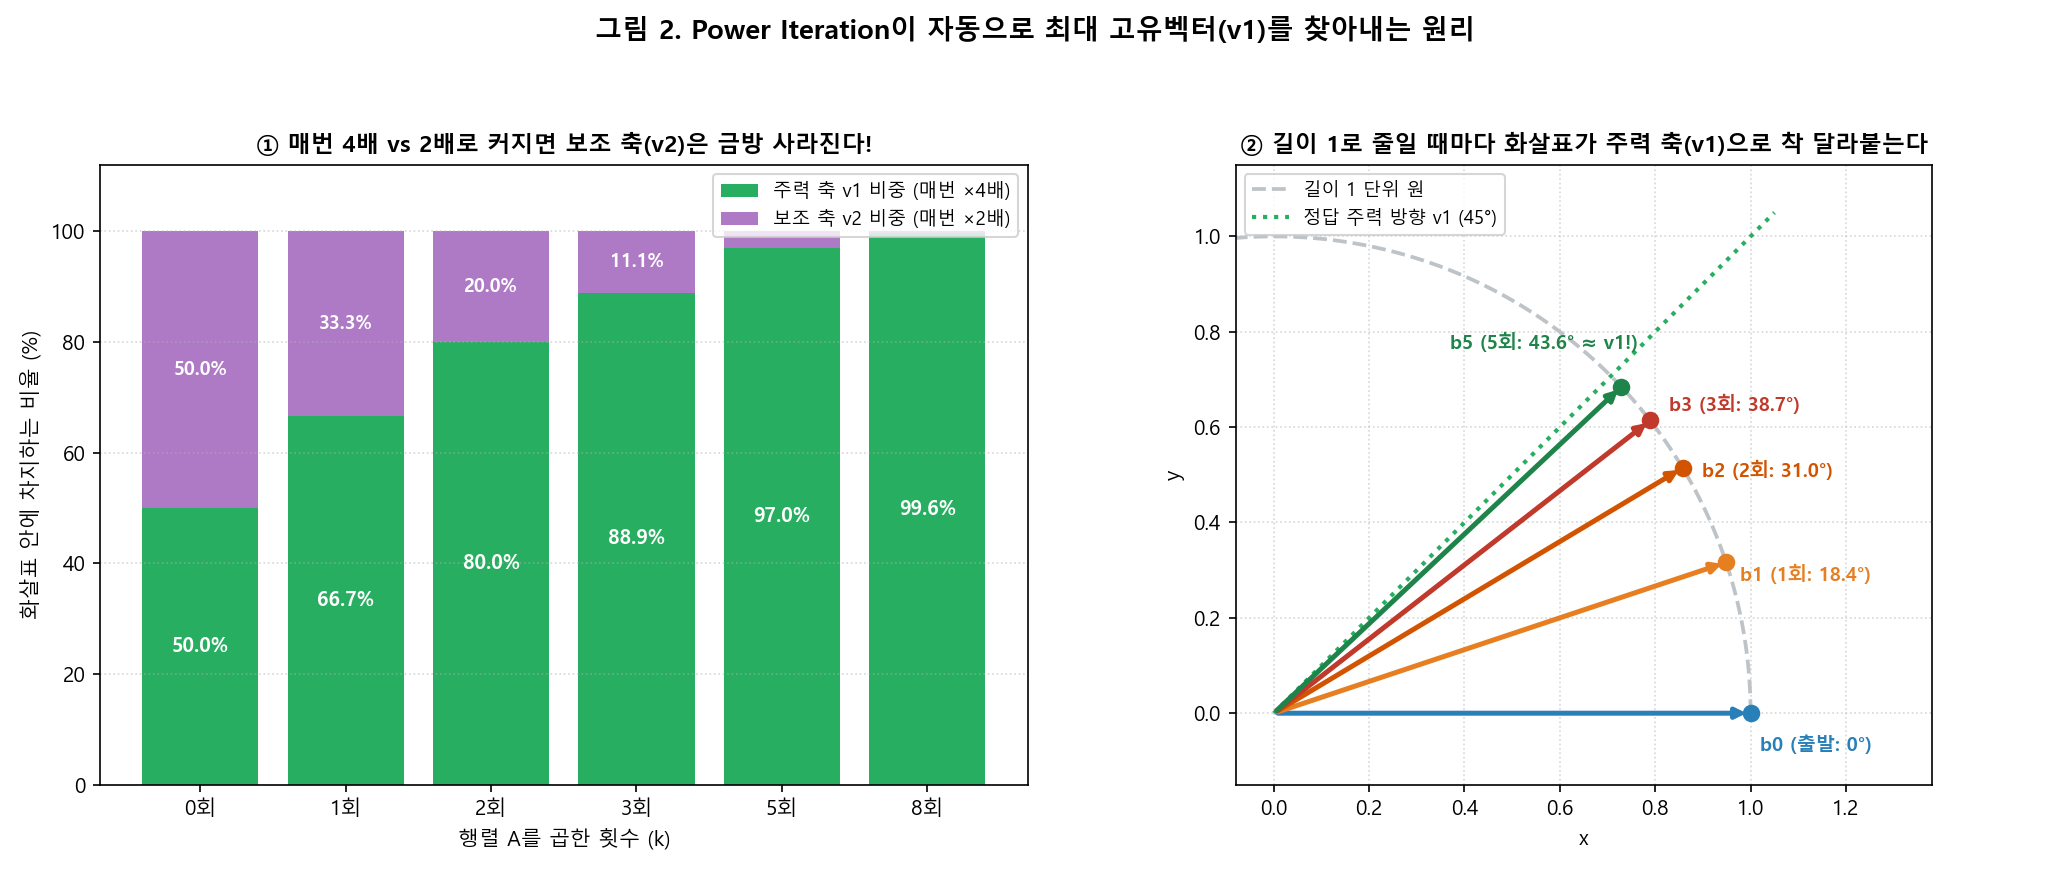 그림 2. Power Iteration이 자동으로 최대 고유벡터(v1)를 찾아내는 원리
① 매번 4배 vs 2배로 커지면 보조 축(v2)은 금방 사라진다!
주력 축 v1 비중 (매번 ×4배)
보조 축 v2 비중 (매번 ×2배)
화살표 안에 차지하는 비율 (%)
100
80
60
40
20
0
50.0%
33.3%
20.0%
11.1%
50.0%
66.7%
80.0%
88.9%
97.0%
99.6%
0회
1회
2회
3회
5회
8회
행렬 A를 곱한 횟수 (k)
② 길이 1로 줄일 때마다 화살표가 주력 축(v1)으로 착 달라붙는다
길이 1 단위 원
정답 주력 방향 v1 (45°)
y
1.0
0.8
0.6
0.4
0.2
0.0
b5 (5회: 43.6° ≈ v1!)
b3 (3회: 38.7°)
b2 (2회: 31.0°)
b1 (1회: 18.4°)
b0 (출발: 0°)
0.0
0.2
0.4
0.6
0.8
1.0
1.2
x